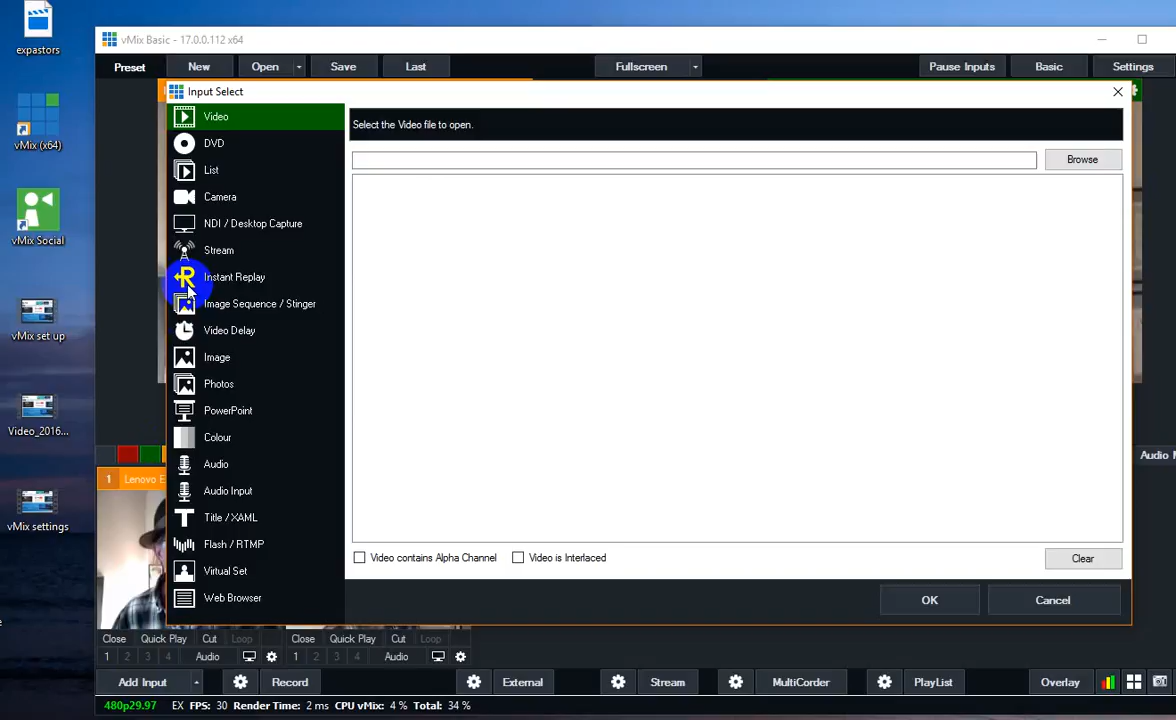 expastors
vMix (x64)
vMix Social
vMix set up
Video_2016...
vMix settings
vMix Basic - 17.0.0.112 x64
Preset New Open Save Last Fullscreen Pause Inputs Basic Settings
Input Select
Video
DVD
List
Camera
NDI / Desktop Capture
Stream
Instant Replay
Image Sequence / Stinger
Video Delay
Image
Photos
PowerPoint
Colour
Audio
Audio Input
Title / XAML
Flash / RTMP
Virtual Set
Web Browser
Select the Video file to open.
Browse
Video contains Alpha Channel Video is Interlaced
Clear
OK Cancel
Audio M
1 Lenovo E
Close Quick Play Cut Loop Close Quick Play Cut Loop
1 2 3 4 Audio 1 2 3 4 Audio
Add Input Record External Stream MultiCorder PlayList Overlay
480p29.97 EX FPS: 30 Render Time: 2 ms CPU vMix: 4 % Total: 34 %